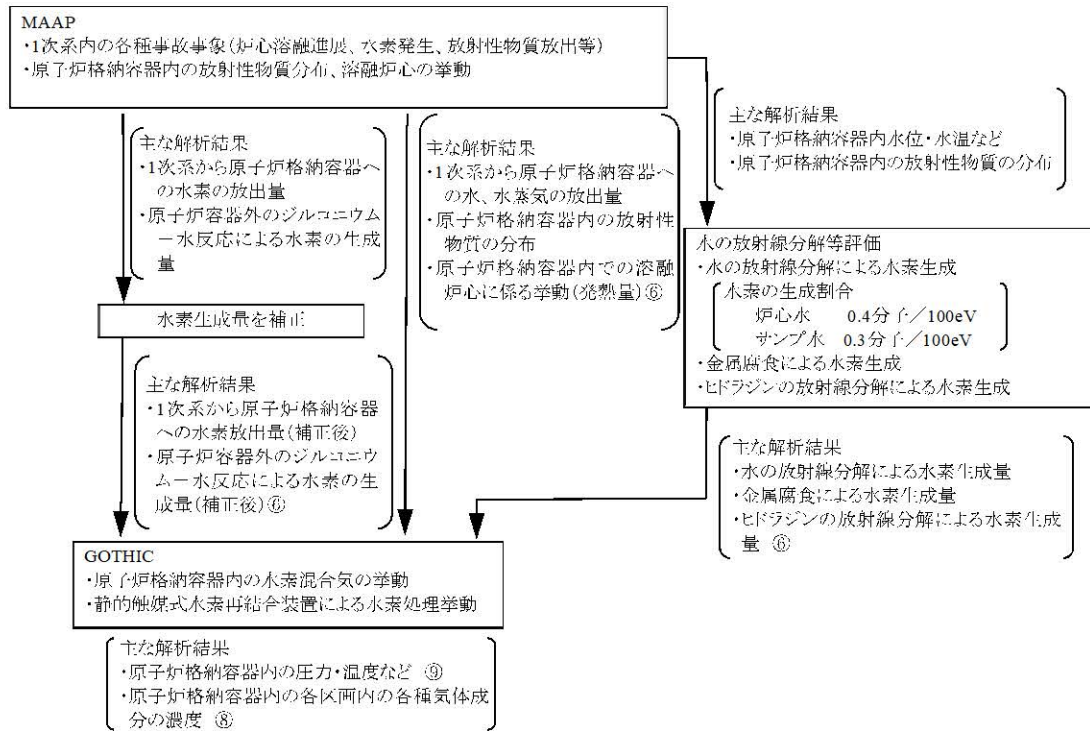 MAAP
・1次系内の各種事故事象(炉心溶融進展、水素発生、放射性物質放出等)
・原子炉格納容器内の放射性物質分布、溶融炉心の挙動
主な解析結果
・1次系から原子炉格納容器へ
の水素の放出量
・原子炉容器外のジルコニウム
－水反応による水素の生成
量
主な解析結果
・1次系から原子炉格納容器へ
の水、水蒸気の放出量
・原子炉格納容器内の放射性
物質の分布
・原子炉格納容器内での溶融
炉心に係る挙動(発熱量)⑥
主な解析結果
・原子炉格納容器内水位・水温など
・原子炉格納容器内の放射性物質の分布
水素生成量を補正
水の放射線分解等評価
・水の放射線分解による水素生成
水素の生成割合
炉心水 0.4分子／100eV
サンプ水 0.3分子／100eV
・金属腐食による水素生成
・ヒドラジンの放射線分解による水素生成
主な解析結果
・1次系から原子炉格納容器
への水素放出量(補正後)
・原子炉容器外のジルコニウ
ム－水反応による水素の生
成量(補正後)⑥
主な解析結果
・水の放射線分解による水素生成量
・金属腐食による水素生成量
・ヒドラジンの放射線分解による水素生成
量 ⑥
GOTHIC
・原子炉格納容器内の水素混合気の挙動
・静的触媒式水素再結合装置による水素処理挙動
主な解析結果
・原子炉格納容器内の圧力・温度など ⑨
・原子炉格納容器内の各区画内の各種気体成
分の濃度 ⑧